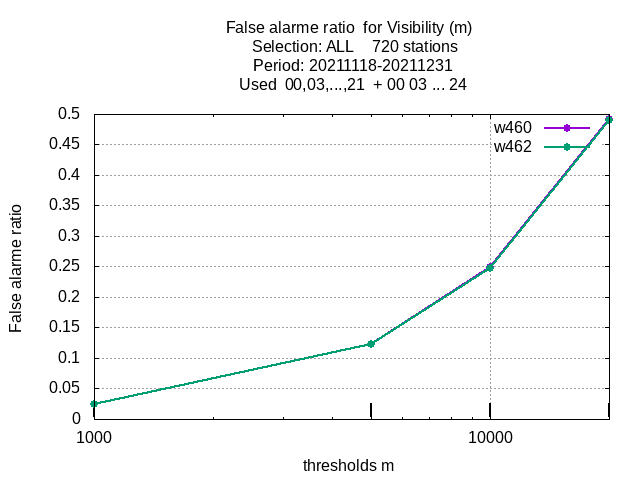 False alarme ratio  for Visibility (m)
Selection: ALL    720 stations
Period: 20211118-20211231
Used  00,03,...,21  + 00 03 ... 24
w460
w462
0.5
0.45
0.4
0.35
0.3
0.25
0.2
0.15
0.1
0.05
0
False alarme ratio
1000
10000
thresholds m